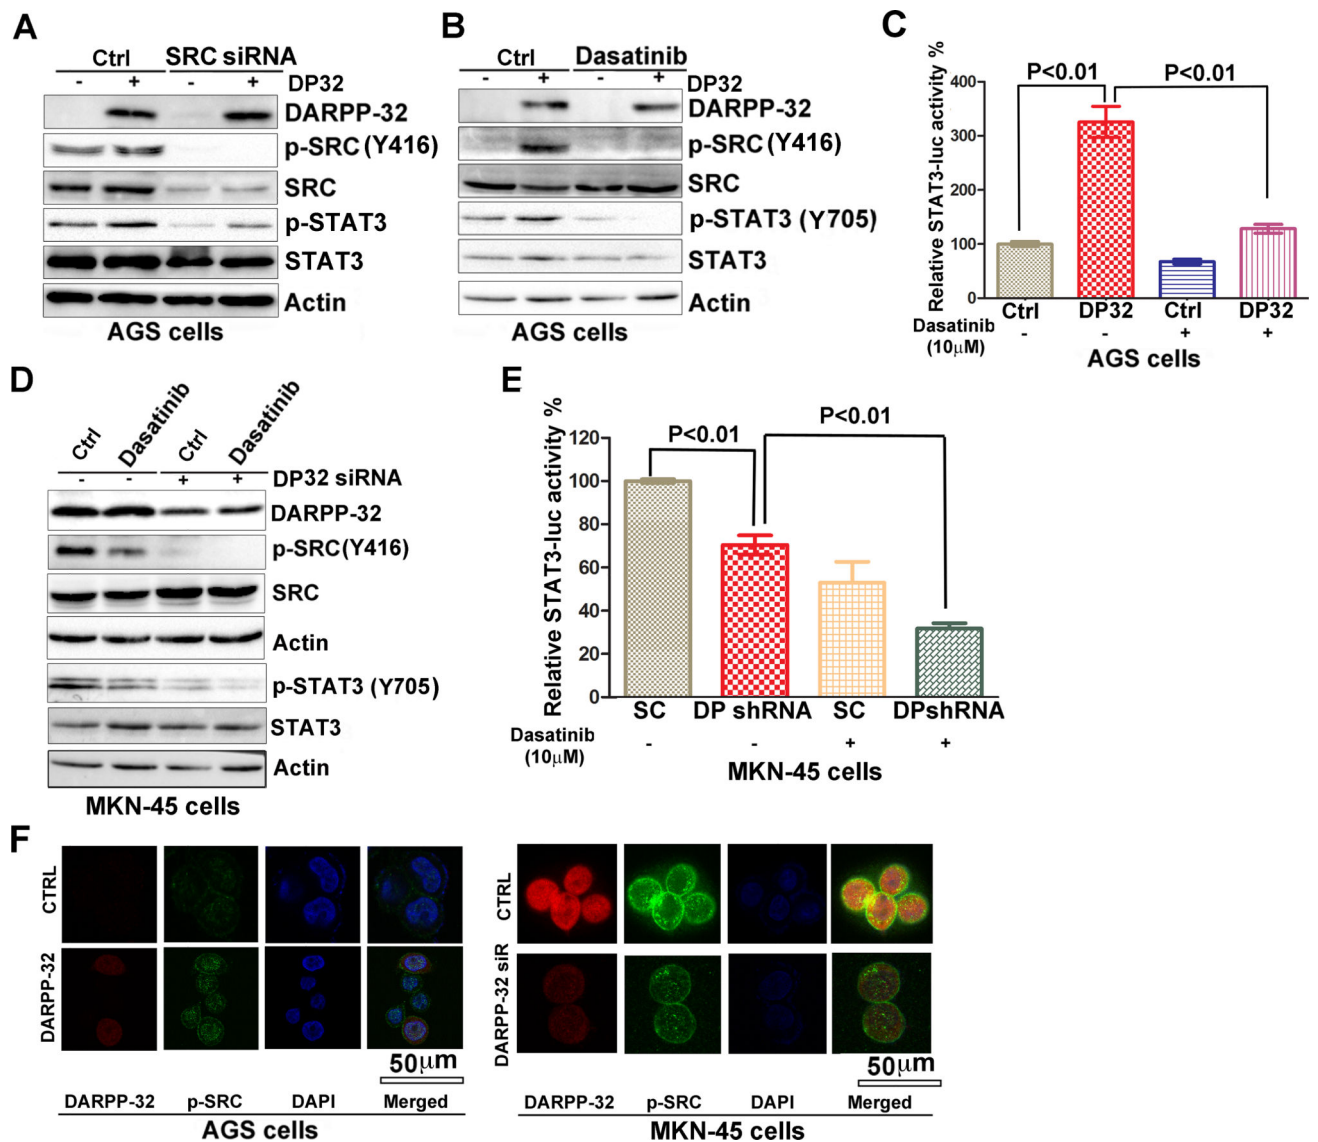 A
Ctrl SRC siRNA
- + - + DP32
DARPP-32
p-SRC (Y416)
SRC
p-STAT3
STAT3
Actin
AGS cells
B
Ctrl Dasatinib
- + - + DP32
DARPP-32
p-SRC (Y416)
SRC
p-STAT3 (Y705)
STAT3
Actin
AGS cells
C
Relative STAT3-luc activity %
400
300
200
100
0
P<0.01 P<0.01
Ctrl DP32 Ctrl DP32
Dasatinib
(10µM) - - + +
AGS cells
D
Ctrl Dasatinib Ctrl Dasatinib
- - + + DP32 siRNA
DARPP-32
p-SRC(Y416)
SRC
Actin
p-STAT3 (Y705)
STAT3
Actin
MKN-45 cells
E
Relative STAT3-luc activity %
120
100
80
60
40
20
0
P<0.01 P<0.01
SC DP shRNA SC DPshRNA
Dasatinib
(10µM) - - + +
MKN-45 cells
F
CTRL
DARPP-32
50µm
DARPP-32 p-SRC DAPI Merged
AGS cells
CTRL
DARPP-32 siR
50µm
DARPP-32 p-SRC DAPI Merged
MKN-45 cells